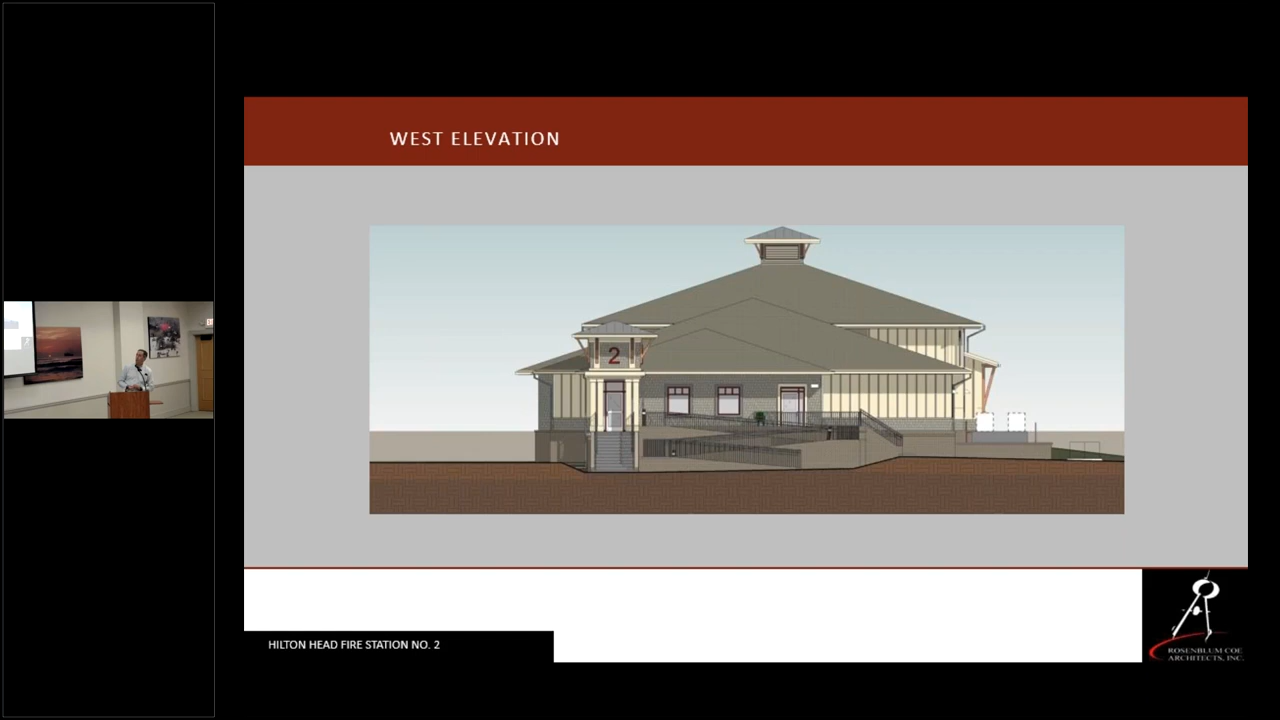 WEST ELEVATION
2
HILTON HEAD FIRE STATION NO. 2
ROSENBLUM COE
ARCHITECTS, INC.